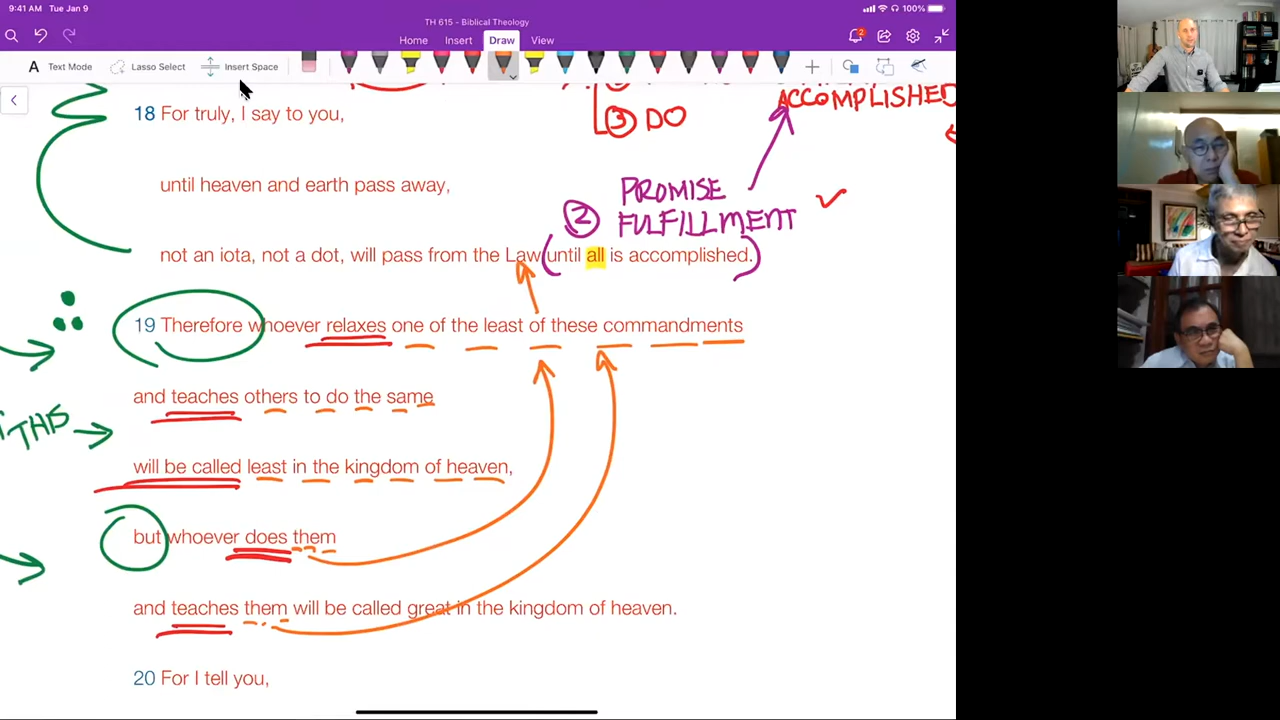 9:41 AM Tue Jan 9
100%
TH 615 - Biblical Theology
Home Insert Draw View
2
A Text Mode Lasso Select Insert Space
ACCOMPLISHED
3 DO
18 For truly, I say to you,
until heaven and earth pass away,
PROMISE
2 FULFILLMENT
not an iota, not a dot, will pass from the Law (until all is accomplished.)
19 Therefore whoever relaxes one of the least of these commandments
and teaches others to do the same
THIS
will be called least in the kingdom of heaven,
but whoever does them
and teaches them will be called great in the kingdom of heaven.
20 For I tell you,